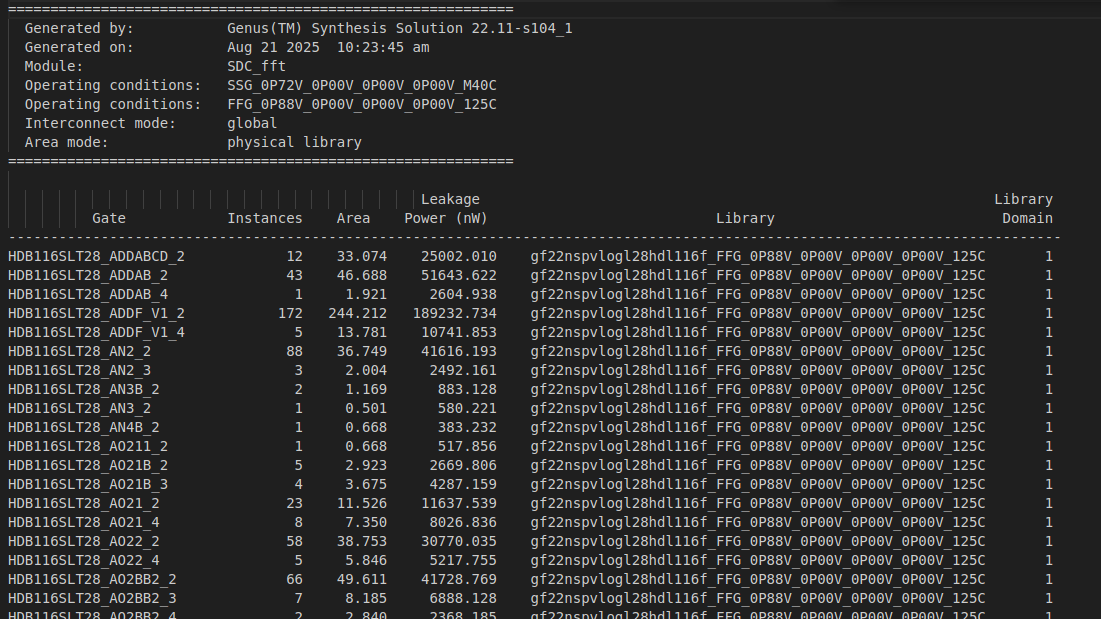 ============================================================
Generated by: Genus(TM) Synthesis Solution 22.11-s104_1
Generated on: Aug 21 2025 10:23:45 am
Module: SDC_fft
Operating conditions: SSG_0P72V_0P00V_0P00V_0P00V_M40C
Operating conditions: FFG_0P88V_0P00V_0P00V_0P00V_125C
Interconnect mode: global
Area mode: physical library
============================================================
Leakage Library
Gate Instances Area Power (nW) Library Domain
-----------------------------------------------------------------------------------------------------------------------------
HDB116SLT28_ADDABCD_2 12 33.074 25002.010 gf22nspvlogl28hdl116f_FFG_0P88V_0P00V_0P00V_0P00V_125C 1
HDB116SLT28_ADDAB_2 43 46.688 51643.622 gf22nspvlogl28hdl116f_FFG_0P88V_0P00V_0P00V_0P00V_125C 1
HDB116SLT28_ADDAB_4 1 1.921 2604.938 gf22nspvlogl28hdl116f_FFG_0P88V_0P00V_0P00V_0P00V_125C 1
HDB116SLT28_ADDF_V1_2 172 244.212 189232.734 gf22nspvlogl28hdl116f_FFG_0P88V_0P00V_0P00V_0P00V_125C 1
HDB116SLT28_ADDF_V1_4 5 13.781 10741.853 gf22nspvlogl28hdl116f_FFG_0P88V_0P00V_0P00V_0P00V_125C 1
HDB116SLT28_AN2_2 88 36.749 41616.193 gf22nspvlogl28hdl116f_FFG_0P88V_0P00V_0P00V_0P00V_125C 1
HDB116SLT28_AN2_3 3 2.004 2492.161 gf22nspvlogl28hdl116f_FFG_0P88V_0P00V_0P00V_0P00V_125C 1
HDB116SLT28_AN3B_2 2 1.169 883.128 gf22nspvlogl28hdl116f_FFG_0P88V_0P00V_0P00V_0P00V_125C 1
HDB116SLT28_AN3_2 1 0.501 580.221 gf22nspvlogl28hdl116f_FFG_0P88V_0P00V_0P00V_0P00V_125C 1
HDB116SLT28_AN4B_2 1 0.668 383.232 gf22nspvlogl28hdl116f_FFG_0P88V_0P00V_0P00V_0P00V_125C 1
HDB116SLT28_AO211_2 1 0.668 517.856 gf22nspvlogl28hdl116f_FFG_0P88V_0P00V_0P00V_0P00V_125C 1
HDB116SLT28_AO21B_2 5 2.923 2669.806 gf22nspvlogl28hdl116f_FFG_0P88V_0P00V_0P00V_0P00V_125C 1
HDB116SLT28_AO21B_3 4 3.675 4287.159 gf22nspvlogl28hdl116f_FFG_0P88V_0P00V_0P00V_0P00V_125C 1
HDB116SLT28_AO21_2 23 11.526 11637.539 gf22nspvlogl28hdl116f_FFG_0P88V_0P00V_0P00V_0P00V_125C 1
HDB116SLT28_AO21_4 8 7.350 8026.836 gf22nspvlogl28hdl116f_FFG_0P88V_0P00V_0P00V_0P00V_125C 1
HDB116SLT28_AO22_2 58 38.753 30770.035 gf22nspvlogl28hdl116f_FFG_0P88V_0P00V_0P00V_0P00V_125C 1
HDB116SLT28_AO22_4 5 5.846 5217.755 gf22nspvlogl28hdl116f_FFG_0P88V_0P00V_0P00V_0P00V_125C 1
HDB116SLT28_AO2BB2_2 66 49.611 41728.769 gf22nspvlogl28hdl116f_FFG_0P88V_0P00V_0P00V_0P00V_125C 1
HDB116SLT28_AO2BB2_3 7 8.185 6888.128 gf22nspvlogl28hdl116f_FFG_0P88V_0P00V_0P00V_0P00V_125C 1
HDB116SLT28_AO2BB2_4 2 2.840 2368.185 gf22nspvlogl28hdl116f_FFG_0P88V_0P00V_0P00V_0P00V_125C 1